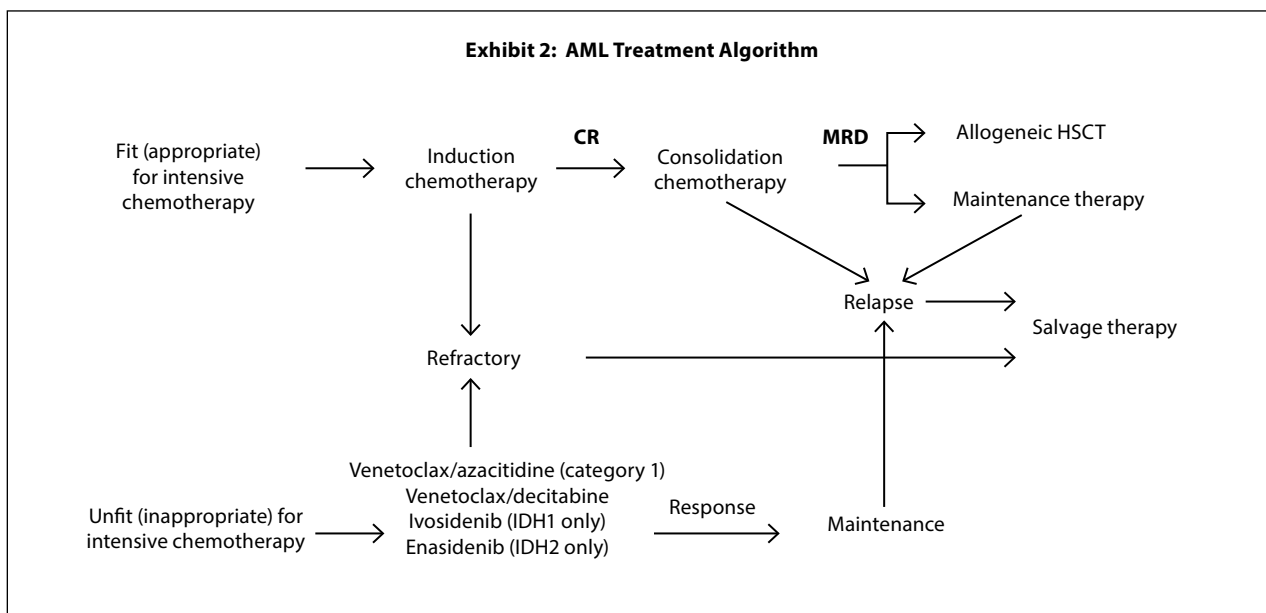 Exhibit 2: AML Treatment Algorithm
Fit (appropriate)
for intensive
chemotherapy
Induction
chemotherapy
CR
Consolidation
chemotherapy
MRD
Allogeneic HSCT
Maintenance therapy
Relapse
Salvage therapy
Refractory
Unfit (inappropriate) for
intensive chemotherapy
Venetoclax/azacitidine (category 1)
Venetoclax/decitabine
Ivosidenib (IDH1 only)
Enasidenib (IDH2 only)
Response
Maintenance